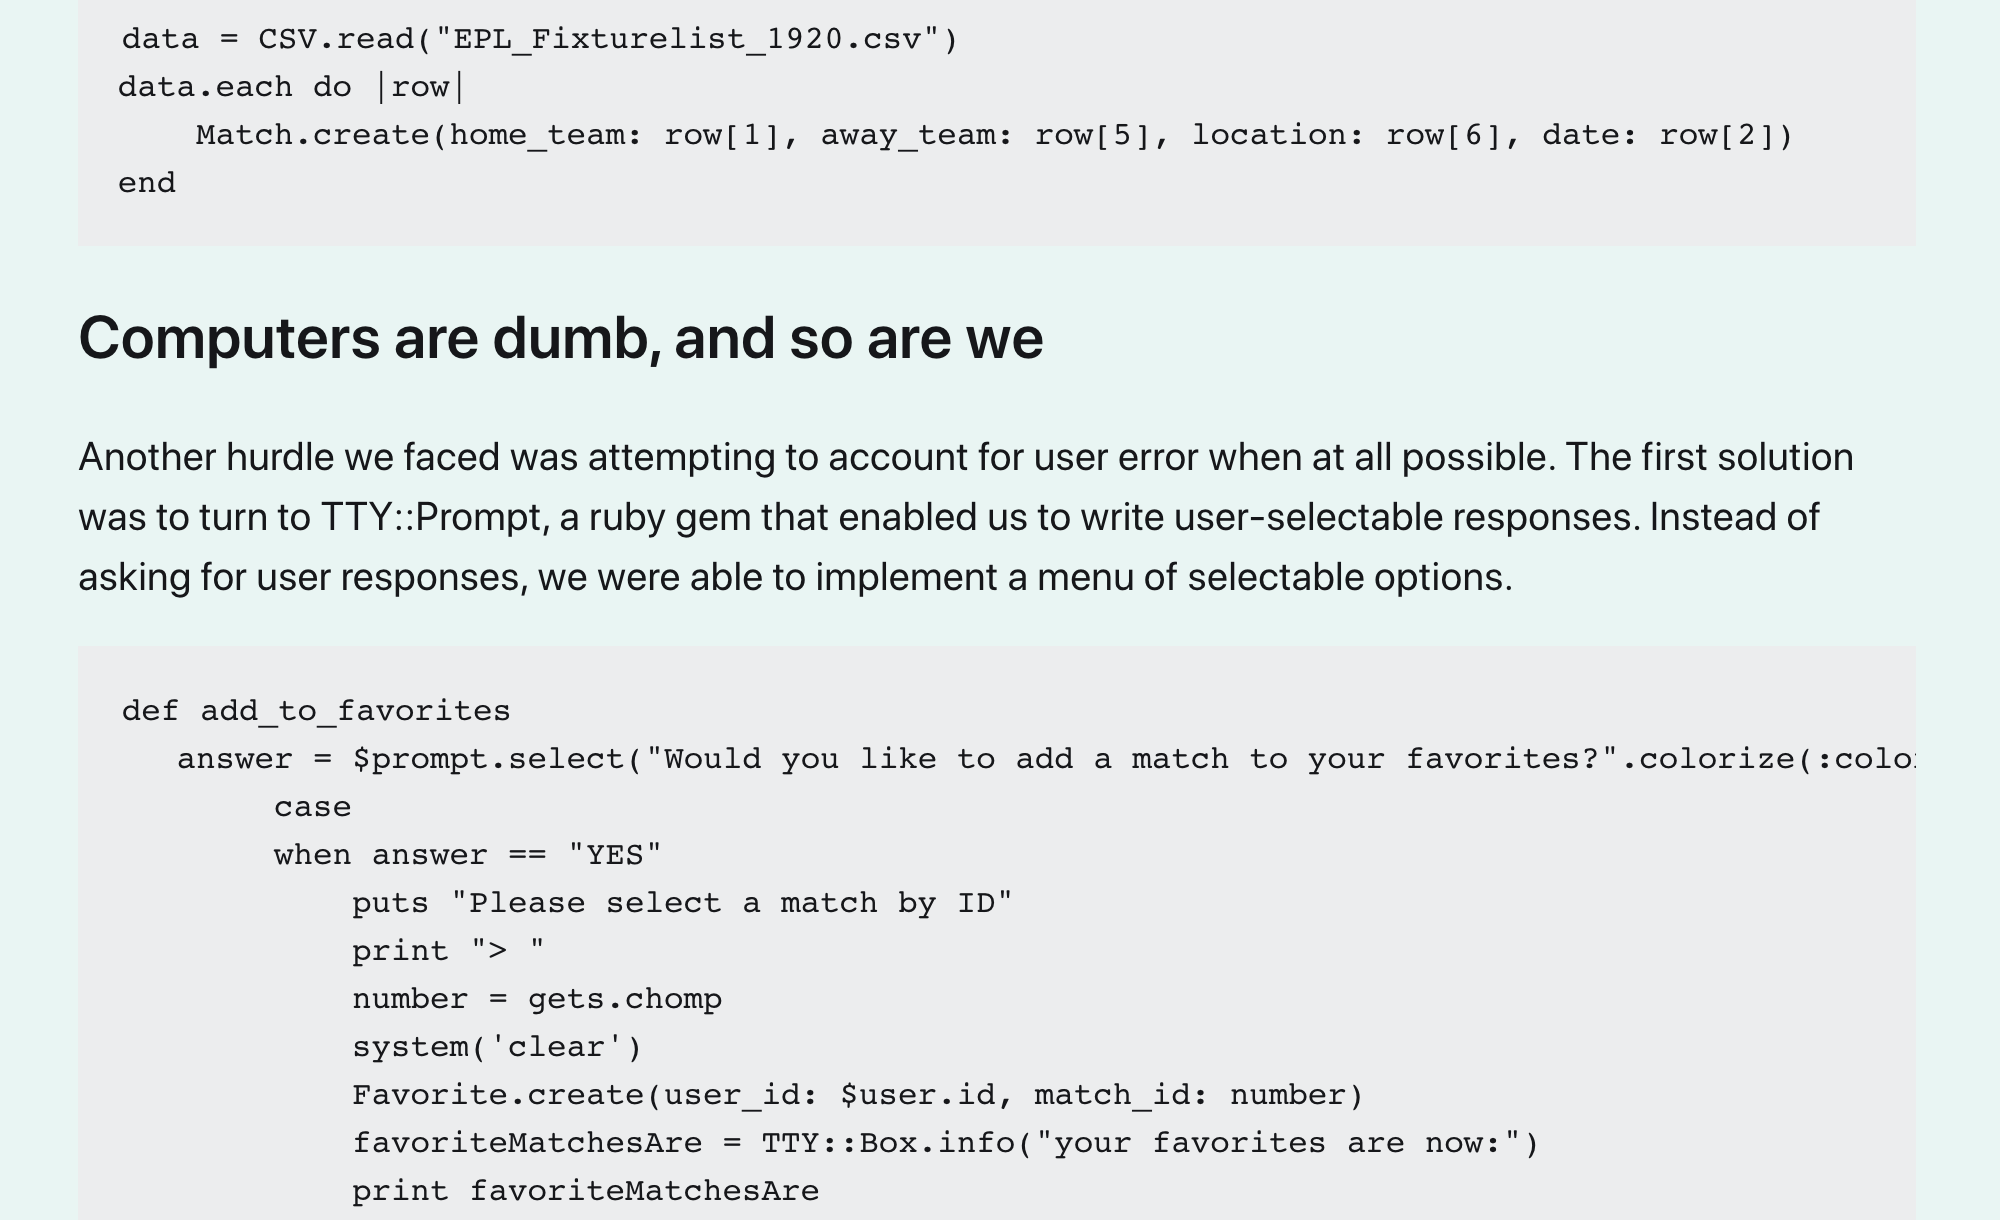 data = CSV.read("EPL_Fixturelist_1920.csv")
data.each do |row|
    Match.create(home_team: row[1], away_team: row[5], location: row[6], date: row[2])
end
Computers are dumb, and so are we
Another hurdle we faced was attempting to account for user error when at all possible. The first solution
was to turn to TTY::Prompt, a ruby gem that enabled us to write user-selectable responses. Instead of
asking for user responses, we were able to implement a menu of selectable options.
def add_to_favorites
   answer = $prompt.select("Would you like to add a match to your favorites?".colorize(:colo
        case
        when answer == "YES"
            puts "Please select a match by ID"
            print "> "
            number = gets.chomp
            system('clear')
            Favorite.create(user_id: $user.id, match_id: number)
            favoriteMatchesAre = TTY::Box.info("your favorites are now:")
            print favoriteMatchesAre